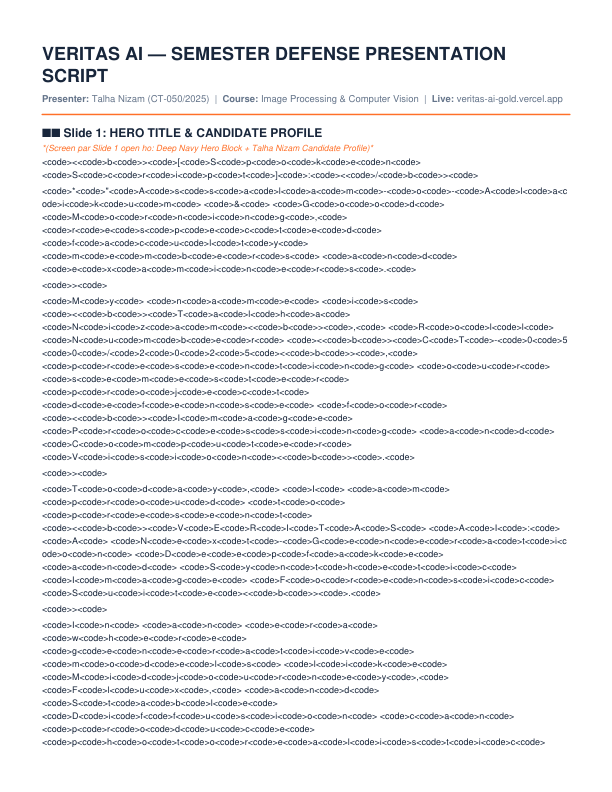 VERITAS AI — SEMESTER DEFENSE PRESENTATION
SCRIPT
Presenter: Talha Nizam (CT-050/2025) | Course: Image Processing & Computer Vision | Live: veritas-ai-gold.vercel.app
■■ Slide 1: HERO TITLE & CANDIDATE PROFILE
*(Screen par Slide 1 open ho: Deep Navy Hero Block + Talha Nizam Candidate Profile)*
<code><<code>b<code>><code>[<code>S<code>p<code>o<code>k<code>e<code>n<code>
<code>S<code>c<code>r<code>i<code>p<code>t<code>]<code>:<code><<code>/<code>b<code>><code>
<code>*<code>"<code>A<code>s<code>s<code>a<code>l<code>a<code>m<code>-<code>o<code>-<code>A<code>l<code>a<c
ode>i<code>k<code>u<code>m<code> <code>&<code> <code>G<code>o<code>o<code>d<code>
<code>M<code>o<code>r<code>n<code>i<code>n<code>g<code>,<code>
<code>r<code>e<code>s<code>p<code>e<code>c<code>t<code>e<code>d<code>
<code>f<code>a<code>c<code>u<code>l<code>t<code>y<code>
<code>m<code>e<code>m<code>b<code>e<code>r<code>s<code> <code>a<code>n<code>d<code>
<code>e<code>x<code>a<code>m<code>i<code>n<code>e<code>r<code>s<code>.<code>
<code>><code>
<code>M<code>y<code> <code>n<code>a<code>m<code>e<code> <code>i<code>s<code>
<code><<code>b<code>><code>T<code>a<code>l<code>h<code>a<code>
<code>N<code>i<code>z<code>a<code>m<code><<code>b<code>><code>,<code> <code>R<code>o<code>l<code>l<code>
<code>N<code>u<code>m<code>b<code>e<code>r<code> <code><<code>b<code>><code>C<code>T<code>-<code>0<code>5
<code>0<code>/<code>2<code>0<code>2<code>5<code><<code>b<code>><code>,<code>
<code>p<code>r<code>e<code>s<code>e<code>n<code>t<code>i<code>n<code>g<code> <code>o<code>u<code>r<code>
<code>s<code>e<code>m<code>e<code>s<code>t<code>e<code>r<code>
<code>p<code>r<code>o<code>j<code>e<code>c<code>t<code>
<code>d<code>e<code>f<code>e<code>n<code>s<code>e<code> <code>f<code>o<code>r<code>
<code><<code>b<code>><code>I<code>m<code>a<code>g<code>e<code>
<code>P<code>r<code>o<code>c<code>e<code>s<code>s<code>i<code>n<code>g<code> <code>a<code>n<code>d<code>
<code>C<code>o<code>m<code>p<code>u<code>t<code>e<code>r<code>
<code>V<code>i<code>s<code>i<code>o<code>n<code><<code>b<code>><code>.<code>
<code>><code>
<code>T<code>o<code>d<code>a<code>y<code>,<code> <code>I<code> <code>a<code>m<code>
<code>p<code>r<code>o<code>u<code>d<code> <code>t<code>o<code>
<code>p<code>r<code>e<code>s<code>e<code>n<code>t<code>
<code><<code>b<code>><code>V<code>E<code>R<code>I<code>T<code>A<code>S<code> <code>A<code>I<code>:<code>
<code>A<code> <code>N<code>e<code>x<code>t<code>-<code>G<code>e<code>n<code>e<code>r<code>a<code>t<code>i<c
ode>o<code>n<code> <code>D<code>e<code>e<code>p<code>f<code>a<code>k<code>e<code>
<code>a<code>n<code>d<code> <code>S<code>y<code>n<code>t<code>h<code>e<code>t<code>i<code>c<code>
<code>I<code>m<code>a<code>g<code>e<code> <code>F<code>o<code>r<code>e<code>n<code>s<code>i<code>c<code>
<code>S<code>u<code>i<code>t<code>e<code><<code>b<code>><code>.<code>
<code>><code>
<code>I<code>n<code> <code>a<code>n<code> <code>e<code>r<code>a<code>
<code>w<code>h<code>e<code>r<code>e<code>
<code>g<code>e<code>n<code>e<code>r<code>a<code>t<code>i<code>v<code>e<code>
<code>m<code>o<code>d<code>e<code>l<code>s<code> <code>l<code>i<code>k<code>e<code>
<code>M<code>i<code>d<code>j<code>o<code>u<code>r<code>n<code>e<code>y<code>,<code>
<code>F<code>l<code>u<code>x<code>,<code> <code>a<code>n<code>d<code>
<code>S<code>t<code>a<code>b<code>l<code>e<code>
<code>D<code>i<code>f<code>f<code>u<code>s<code>i<code>o<code>n<code> <code>c<code>a<code>n<code>
<code>p<code>r<code>o<code>d<code>u<code>c<code>e<code>
<code>p<code>h<code>o<code>t<code>o<code>r<code>e<code>a<code>l<code>i<code>s<code>t<code>i<code>c<code>